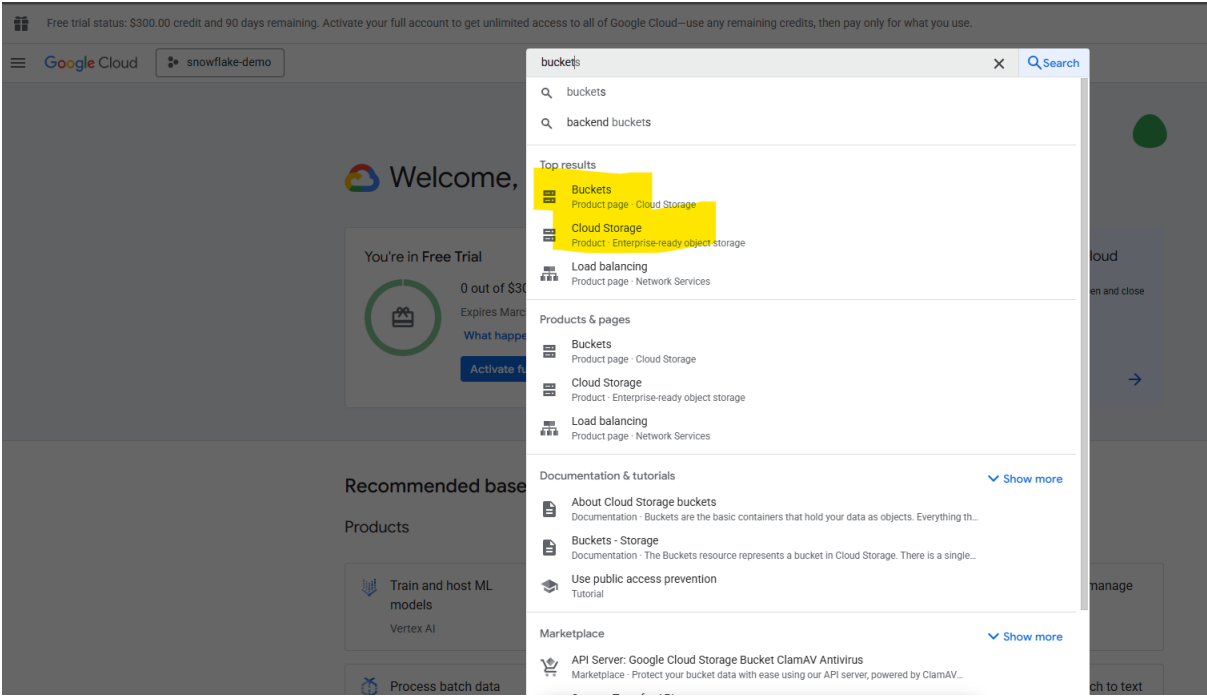 Free trial status: $300.00 credit and 90 days remaining. Activate your full account to get unlimited access to all of Google Cloud—use any remaining credits, then pay only for what you use.
Google Cloud
snowflake-demo
buckets
Search
buckets
backend buckets
Top results
Buckets
Product page · Cloud Storage
Cloud Storage
Product · Enterprise-ready object storage
Load balancing
Product page · Network Services
Products & pages
Buckets
Product page · Cloud Storage
Cloud Storage
Product · Enterprise-ready object storage
Load balancing
Product page · Network Services
Documentation & tutorials
Show more
About Cloud Storage buckets
Documentation · Buckets are the basic containers that hold your data as objects. Everything th...
Buckets - Storage
Documentation · The Buckets resource represents a bucket in Cloud Storage. There is a single...
Use public access prevention
Tutorial
Marketplace
Show more
API Server: Google Cloud Storage Bucket ClamAV Antivirus
Marketplace · Protect your bucket data with ease using our API server, powered by ClamAV...
Welcome,
You're in Free Trial
0 out of $30
Expires Marc
What happe
Activate fu
loud
en and close
Recommended base
Products
Train and host ML
models
Vertex AI
manage
Process batch data
ch to text